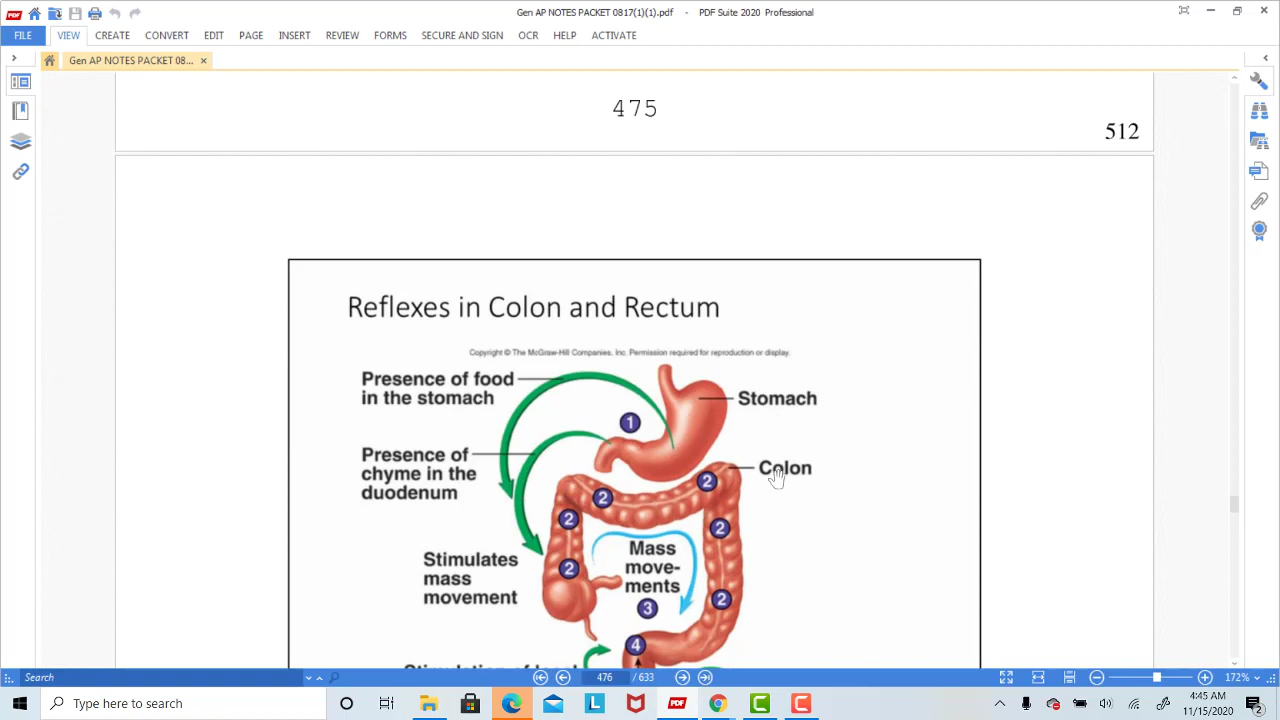 Gen AP NOTES PACKET 0817(1)(1).pdf - PDF Suite 2020 Professional
FILE VIEW CREATE CONVERT EDIT PAGE INSERT REVIEW FORMS SECURE AND SIGN OCR HELP ACTIVATE
Gen AP NOTES PACKET 08... ×
475
512
Reflexes in Colon and Rectum
Copyright © The McGraw-Hill Companies, Inc. Permission required for reproduction or display.
Presence of food
in the stomach
1
Stomach
Presence of
chyme in the
duodenum
Colon
2
2
2
2
2
2
Stimulates
mass
movement
Mass
move-
ments
3
4
Search
476 / 633
172%
Type here to search
4:45 AM
11/15/2020
2